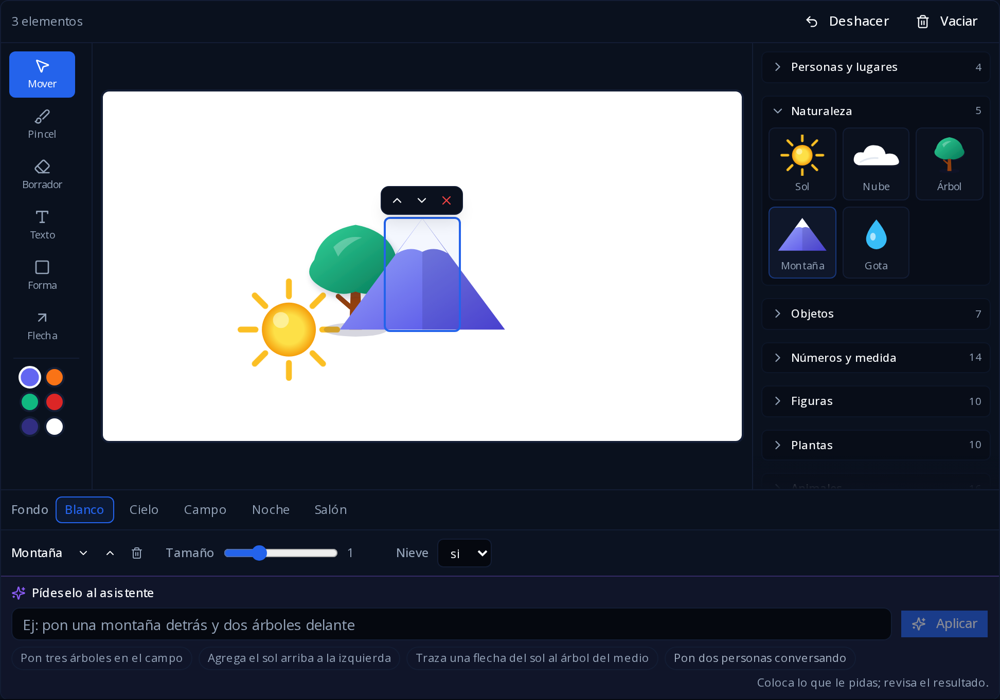 3 elementos
Deshacer
Vaciar
Mover
Pincel
Borrador
Texto
Forma
Flecha
Personas y lugares 4
Naturaleza 5
Sol
Nube
Árbol
Montaña
Gota
Objetos 7
Números y medida 14
Figuras 10
Plantas 10
Animales 16
Fondo Blanco Cielo Campo Noche Salón
Montaña Tamaño 1 Nieve si
Pídeselo al asistente
Ej: pon una montaña detrás y dos árboles delante
Aplicar
Pon tres árboles en el campo
Agrega el sol arriba a la izquierda
Traza una flecha del sol al árbol del medio
Pon dos personas conversando
Coloca lo que le pidas; revisa el resultado.